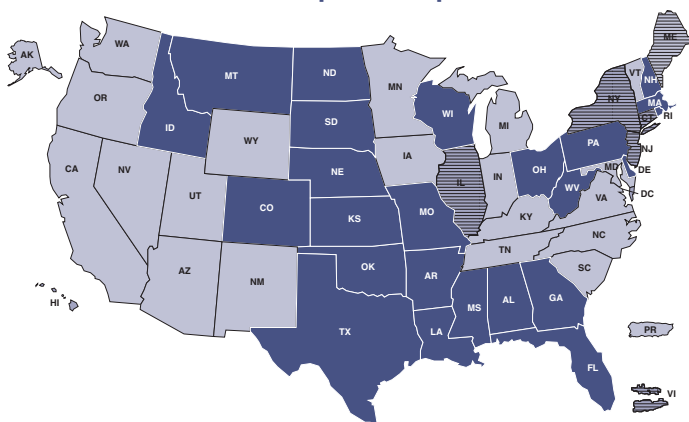 AK
WA
MT
ND
MN
ME
VT
NH
OR
ID
SD
WI
NY
MA
CT
RI
WY
MI
PA
NJ
IA
NE
CA
NV
UT
CO
IL
IN
OH
MD
DE
WV
DC
VA
KS
MO
KY
NC
TN
AZ
NM
OK
AR
SC
HI
MS
AL
GA
PR
TX
LA
FL
VI